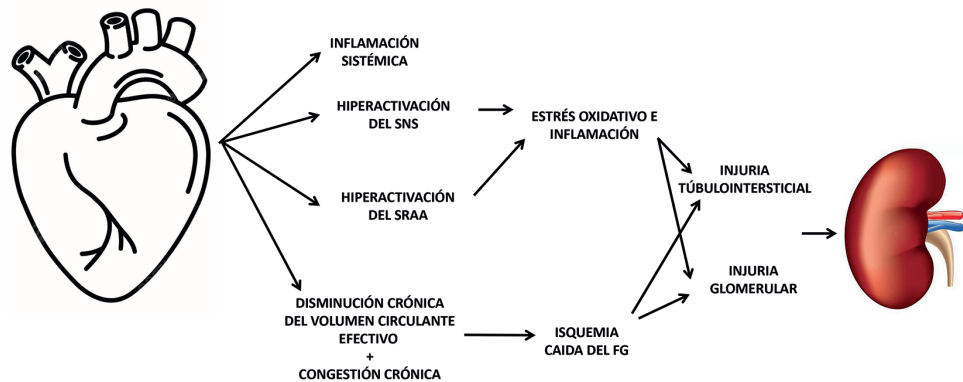 INFLAMACIÓN
SISTÉMICA
HIPERACTIVACIÓN
DEL SNS
ESTRÉS OXIDATIVO E
INFLAMACIÓN
HIPERACTIVACIÓN
DEL SRAA
INJURIA
TÚBULOINTERSTICIAL
INJURIA
GLOMERULAR
DISMINUCIÓN CRÓNICA
DEL VOLUMEN CIRCULANTE
EFECTIVO
+
CONGESTIÓN CRÓNICA
ISQUEMIA
CAIDA DEL FG